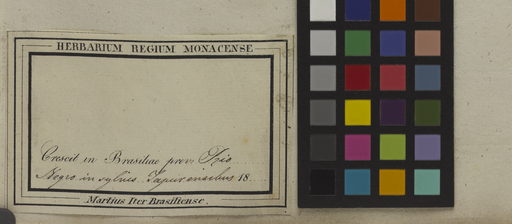 HERBARIUM REGIUM MONACENSE
Crescit in Brasiliae prov. Rio
Negro in sylvis Japurensibus 18
Martius Iter Brasiliense.